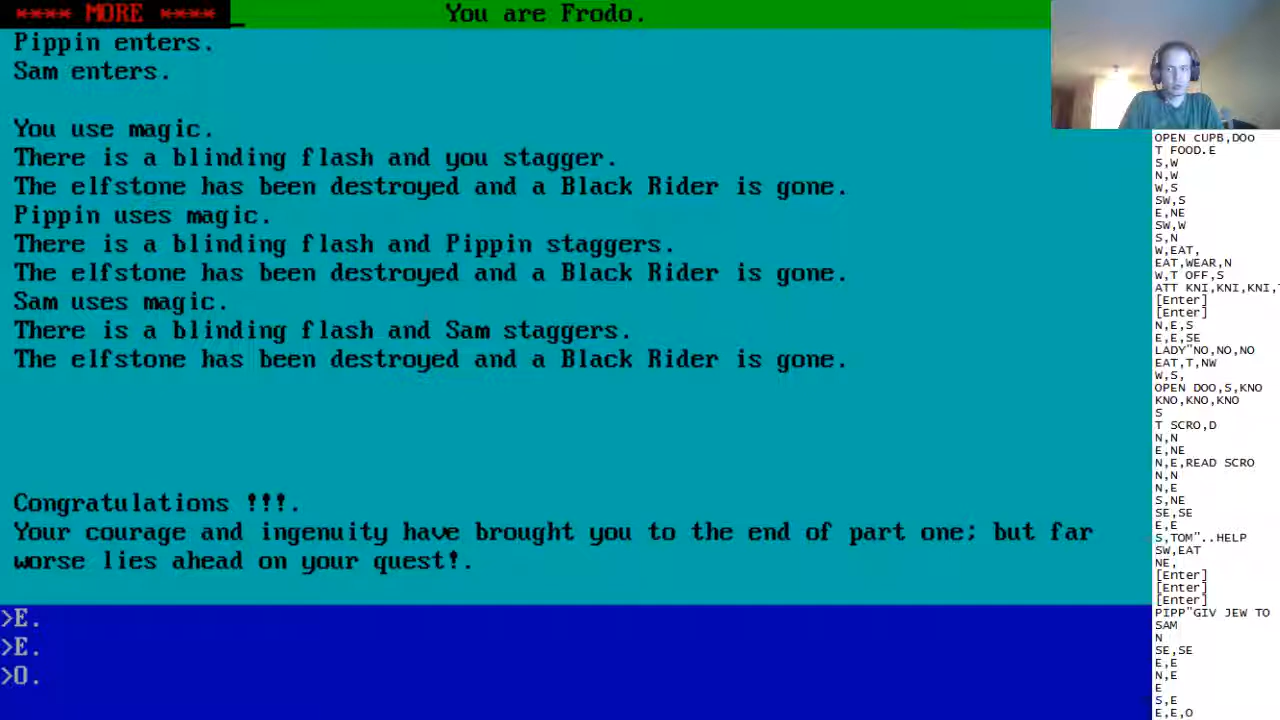 **** MORE ****
You are Frodo.
Pippin enters.
Sam enters.
You use magic.
There is a blinding flash and you stagger.
The elfstone has been destroyed and a Black Rider is gone.
Pippin uses magic.
There is a blinding flash and Pippin staggers.
The elfstone has been destroyed and a Black Rider is gone.
Sam uses magic.
There is a blinding flash and Sam staggers.
The elfstone has been destroyed and a Black Rider is gone.
Congratulations !!!.
Your courage and ingenuity have brought you to the end of part one; but far
worse lies ahead on your quest!.
>E.
>E.
>O.
OPEN cUPB,DOo
T FOOD.E
S,W
N,W
W,S
SW,S
E,NE
SW,W
S,N
W,EAT,
EAT,WEAR,N
W,T OFF,S
ATT KNI,KNI,KNI,
[Enter]
[Enter]
N,E,S
E,E,SE
LADY"NO,NO,NO
EAT,T,NW
W,S,
OPEN DOO,S,KNO
KNO,KNO,KNO
S
T SCRO,D
N,N
E,NE
N,E,READ SCRO
N,N
N,E
S,NE
SE,SE
E,E
S,TOM"..HELP
SW,EAT
NE,
[Enter]
[Enter]
[Enter]
PIPP"GIV JEW TO
SAM
N
SE,SE
E,E
N,E
E
S,E
E,E,O